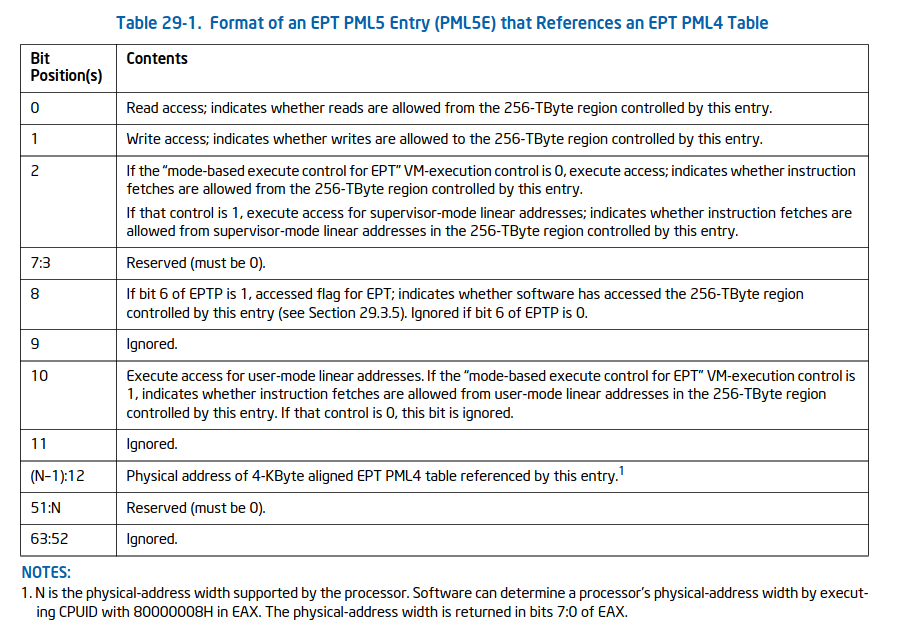 Table 29-1. Format of an EPT PML5 Entry (PML5E) that References an EPT PML4 Table
Bit
Position(s)
Contents
0
Read access; indicates whether reads are allowed from the 256-TByte region controlled by this entry.
1
Write access; indicates whether writes are allowed to the 256-TByte region controlled by this entry.
2
If the “mode-based execute control for EPT” VM-execution control is 0, execute access; indicates whether instruction
fetches are allowed from the 256-TByte region controlled by this entry.
If that control is 1, execute access for supervisor-mode linear addresses; indicates whether instruction fetches are
allowed from supervisor-mode linear addresses in the 256-TByte region controlled by this entry.
7:3
Reserved (must be 0).
8
If bit 6 of EPTP is 1, accessed flag for EPT; indicates whether software has accessed the 256-TByte region
controlled by this entry (see Section 29.3.5). Ignored if bit 6 of EPTP is 0.
9
Ignored.
10
Execute access for user-mode linear addresses. If the “mode-based execute control for EPT” VM-execution control is
1, indicates whether instruction fetches are allowed from user-mode linear addresses in the 256-TByte region
controlled by this entry. If that control is 0, this bit is ignored.
11
Ignored.
(N–1):12
Physical address of 4-KByte aligned EPT PML4 table referenced by this entry.1
51:N
Reserved (must be 0).
63:52
Ignored.
NOTES:
1. N is the physical-address width supported by the processor. Software can determine a processor’s physical-address width by execut-
ing CPUID with 80000008H in EAX. The physical-address width is returned in bits 7:0 of EAX.